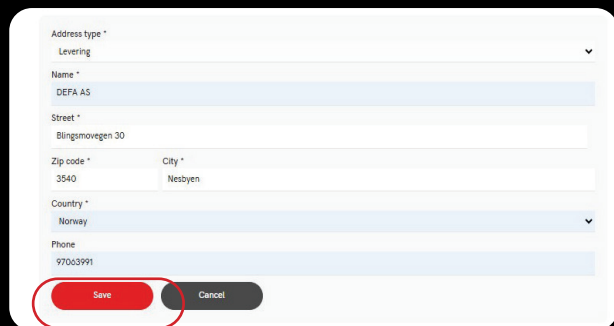 Address type *
Levering
Name *
DEFA AS
Street *
Blingsmovegen 30
Zip code * City *
3540 Nesbyen
Country *
Norway
Phone
97063991
Save Cancel